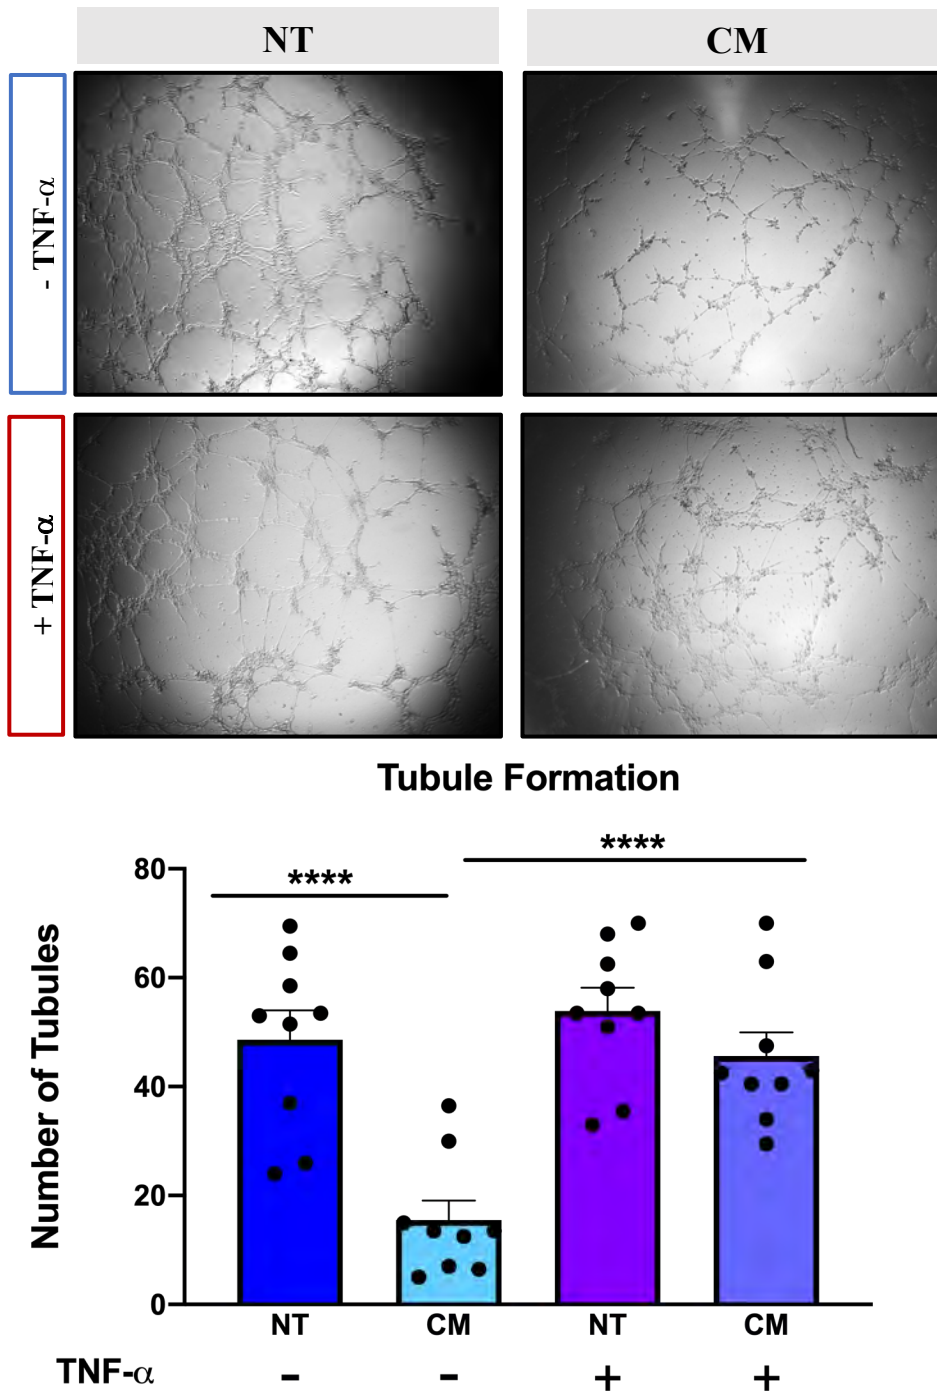 NT CM
- TNF-α
+ TNF-α
Tubule Formation
Number of Tubules
80
60
40
20
0
****
****
NT CM NT CM
TNF-α - - + +